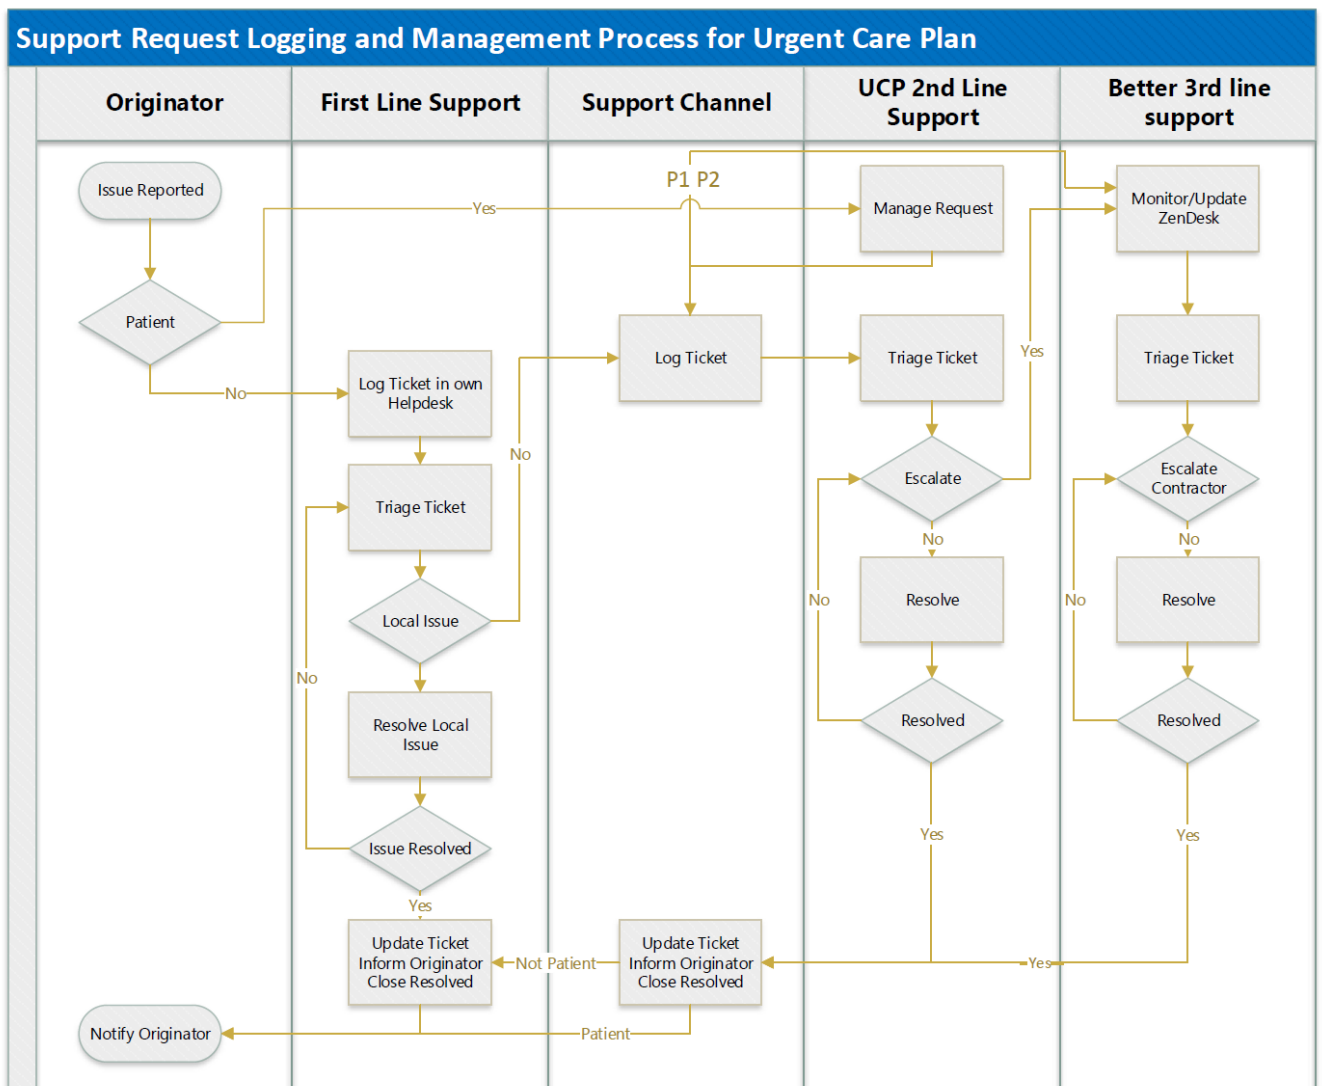 Support Request Logging and Management Process for Urgent Care Plan
Originator
First Line Support
Support Channel
UCP 2nd Line
Support
Better 3rd line
support
Issue Reported
P1 P2
Yes
Manage Request
Monitor/Update
ZenDesk
Patient
No
Log Ticket in own
Helpdesk
Log Ticket
Triage Ticket
Yes
Triage Ticket
Triage Ticket
No
Escalate
Escalate
Contractor
No
No
Local Issue
No
Resolve
No
Resolve
No
No
Resolve Local
Issue
Resolved
Resolved
Issue Resolved
Yes
Yes
Yes
Update Ticket
Inform Originator
Close Resolved
Not Patient
Update Ticket
Inform Originator
Close Resolved
Yes
Notify Originator
Patient